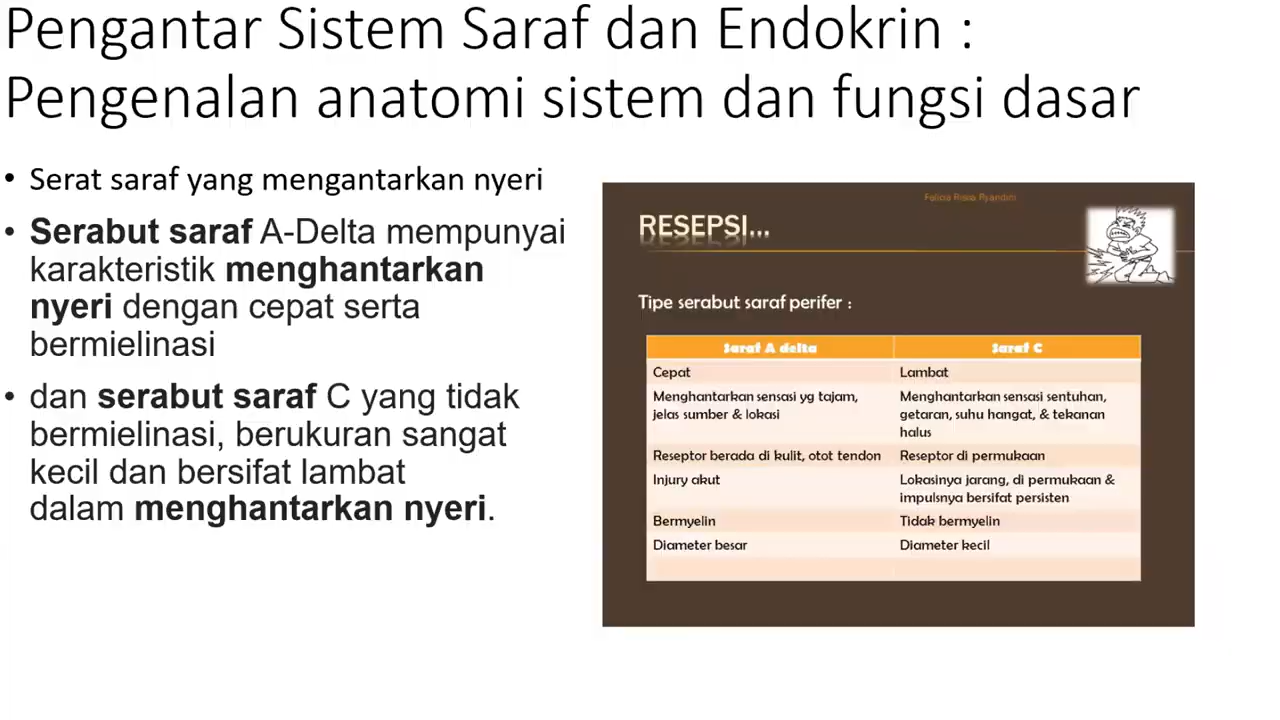 Pengantar Sistem Saraf dan Endokrin :
Pengenalan anatomi sistem dan fungsi dasar
• Serat saraf yang mengantarkan nyeri
• Serabut saraf A-Delta mempunyai
karakteristik menghantarkan
nyeri dengan cepat serta
bermielinasi
• dan serabut saraf C yang tidak
bermielinasi, berukuran sangat
kecil dan bersifat lambat
dalam menghantarkan nyeri.
Felicia Risca Ryandini
RESEPSI...
Tipe serabut saraf perifer :
Saraf A delta
Saraf C
Cepat
Lambat
Menghantarkan sensasi yg tajam,
jelas sumber & lokasi
Menghantarkan sensasi sentuhan,
getaran, suhu hangat, & tekanan
halus
Reseptor berada di kulit, otot tendon
Reseptor di permukaan
Injury akut
Lokasinya jarang, di permukaan &
impulsnya bersifat persisten
Bermyelin
Tidak bermyelin
Diameter besar
Diameter kecil